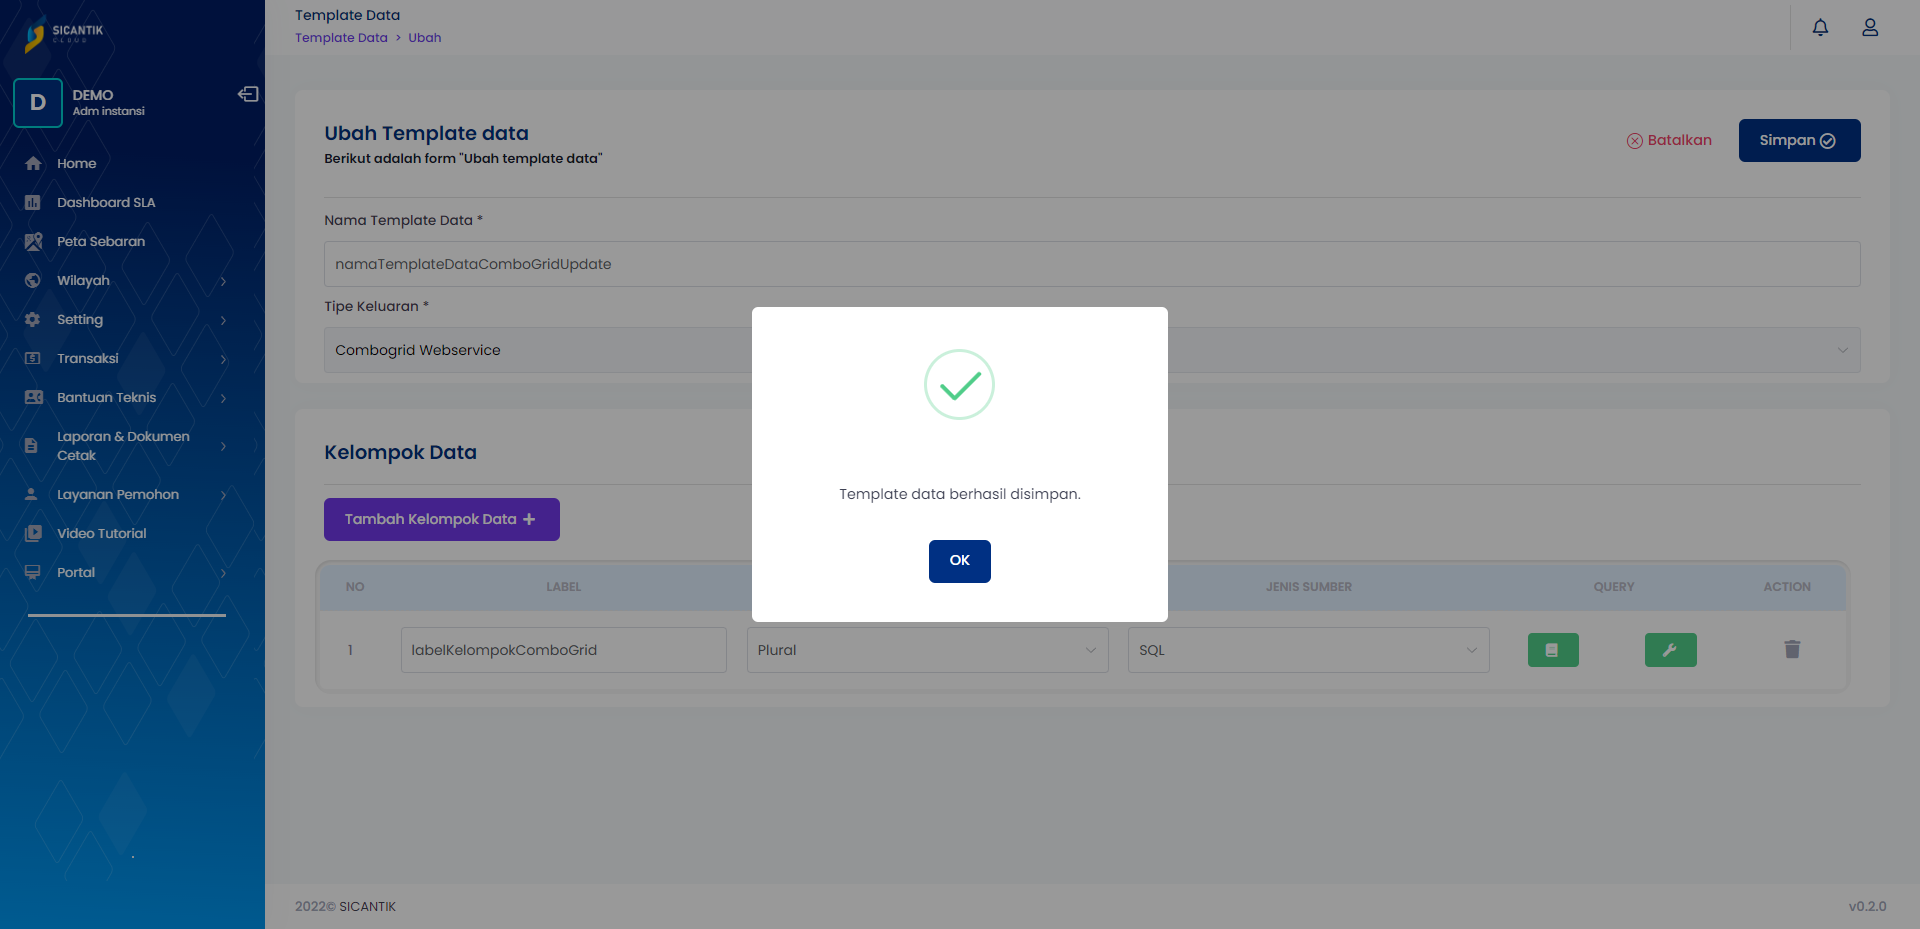 SICANTIK
CLOUD
D
DEMO
Adm instansi
Home
Dashboard SLA
Peta Sebaran
Wilayah
Setting
Transaksi
Bantuan Teknis
Laporan & Dokumen
Cetak
Layanan Pemohon
Video Tutorial
Portal
Template Data
Template Data > Ubah
Ubah Template data
Berikut adalah form "Ubah template data"
Batalkan
Simpan
Nama Template Data *
namaTemplateDataComboGridUpdate
Tipe Keluaran *
Combogrid Webservice
Template data berhasil disimpan.
OK
Kelompok Data
Tambah Kelompok Data +
NO LABEL JENIS SUMBER QUERY ACTION
1 labelKelompokComboGrid Plural SQL
2022© SICANTIK
v0.2.0